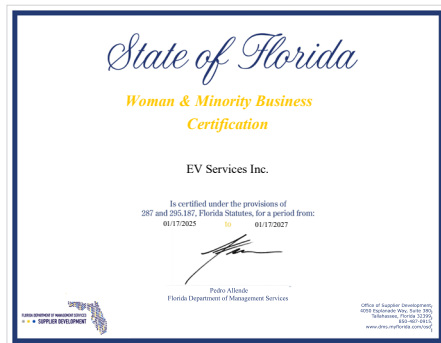 State of Florida
Woman & Minority Business
Certification
EV Services Inc.
Is certified under the provisions of
287 and 295.187, Florida Statutes, for a period from:
01/17/2025 to 01/17/2027
Pedro Allende
Florida Department of Management Services
FLORIDA DEPARTMENT OF MANAGEMENT SERVICES
SUPPLIER DEVELOPMENT
Office of Supplier Development
4050 Esplanade Way, Suite 380
Tallahassee, Florida 32399
850-487-0915
www.dms.myflorida.com/osd